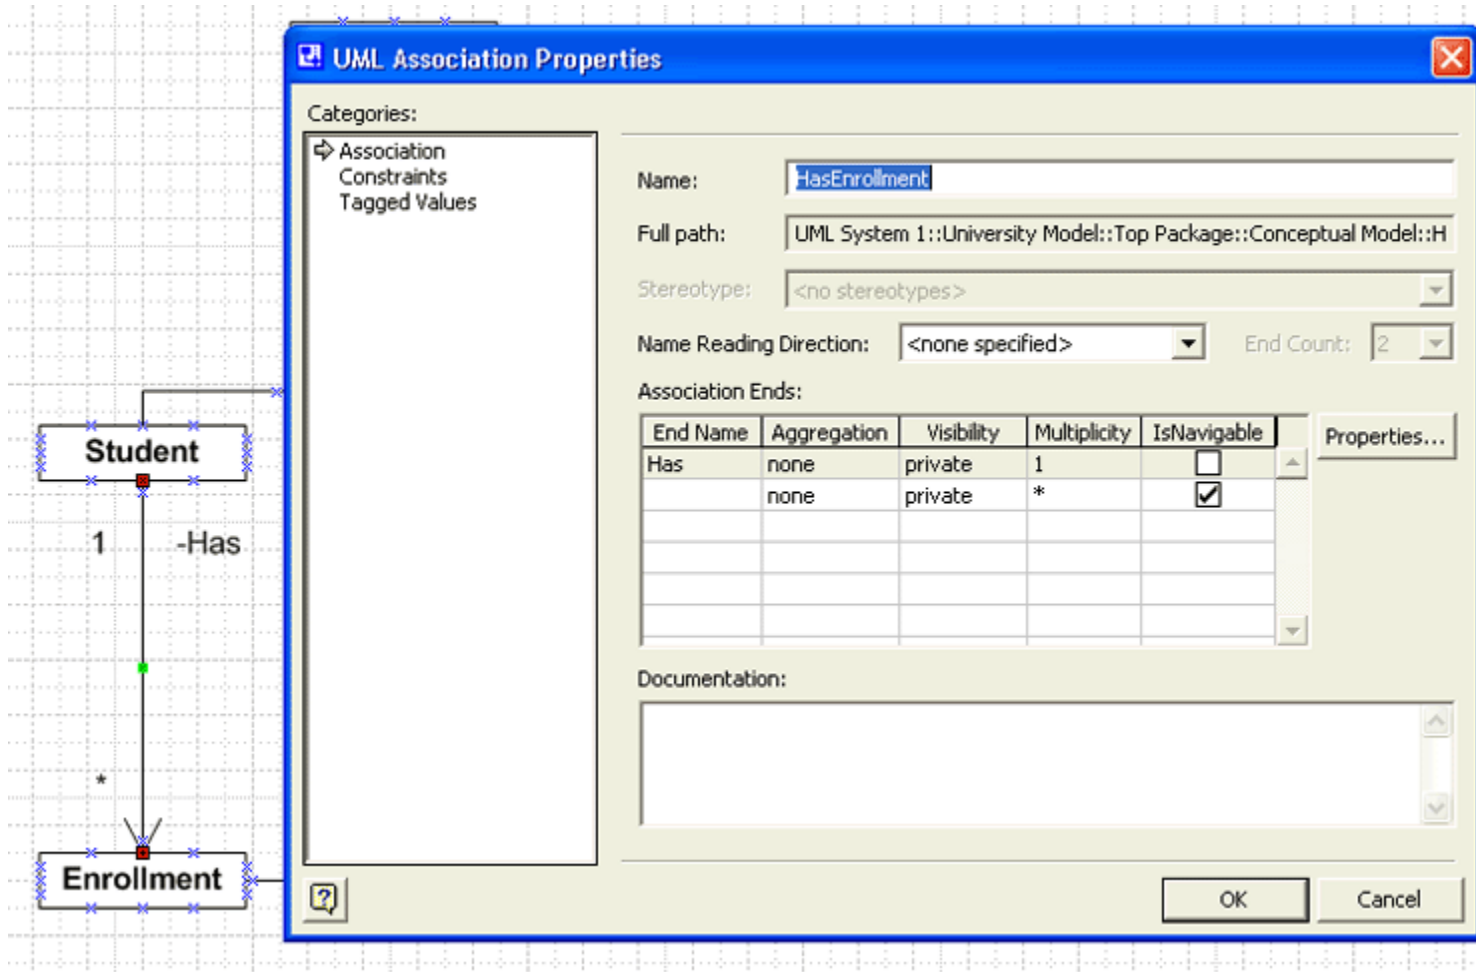 UML Association Properties
Categories:
Association
Constraints
Tagged Values
Name: HasEnrollment
Full path: UML System 1::University Model::Top Package::Conceptual Model::H
Stereotype: <no stereotypes>
Name Reading Direction: <none specified> End Count: 2
Association Ends:
End Name Aggregation Visibility Multiplicity IsNavigable Properties...
Has none private 1
none private *
Documentation:
OK Cancel
Student
1 -Has
*
Enrollment